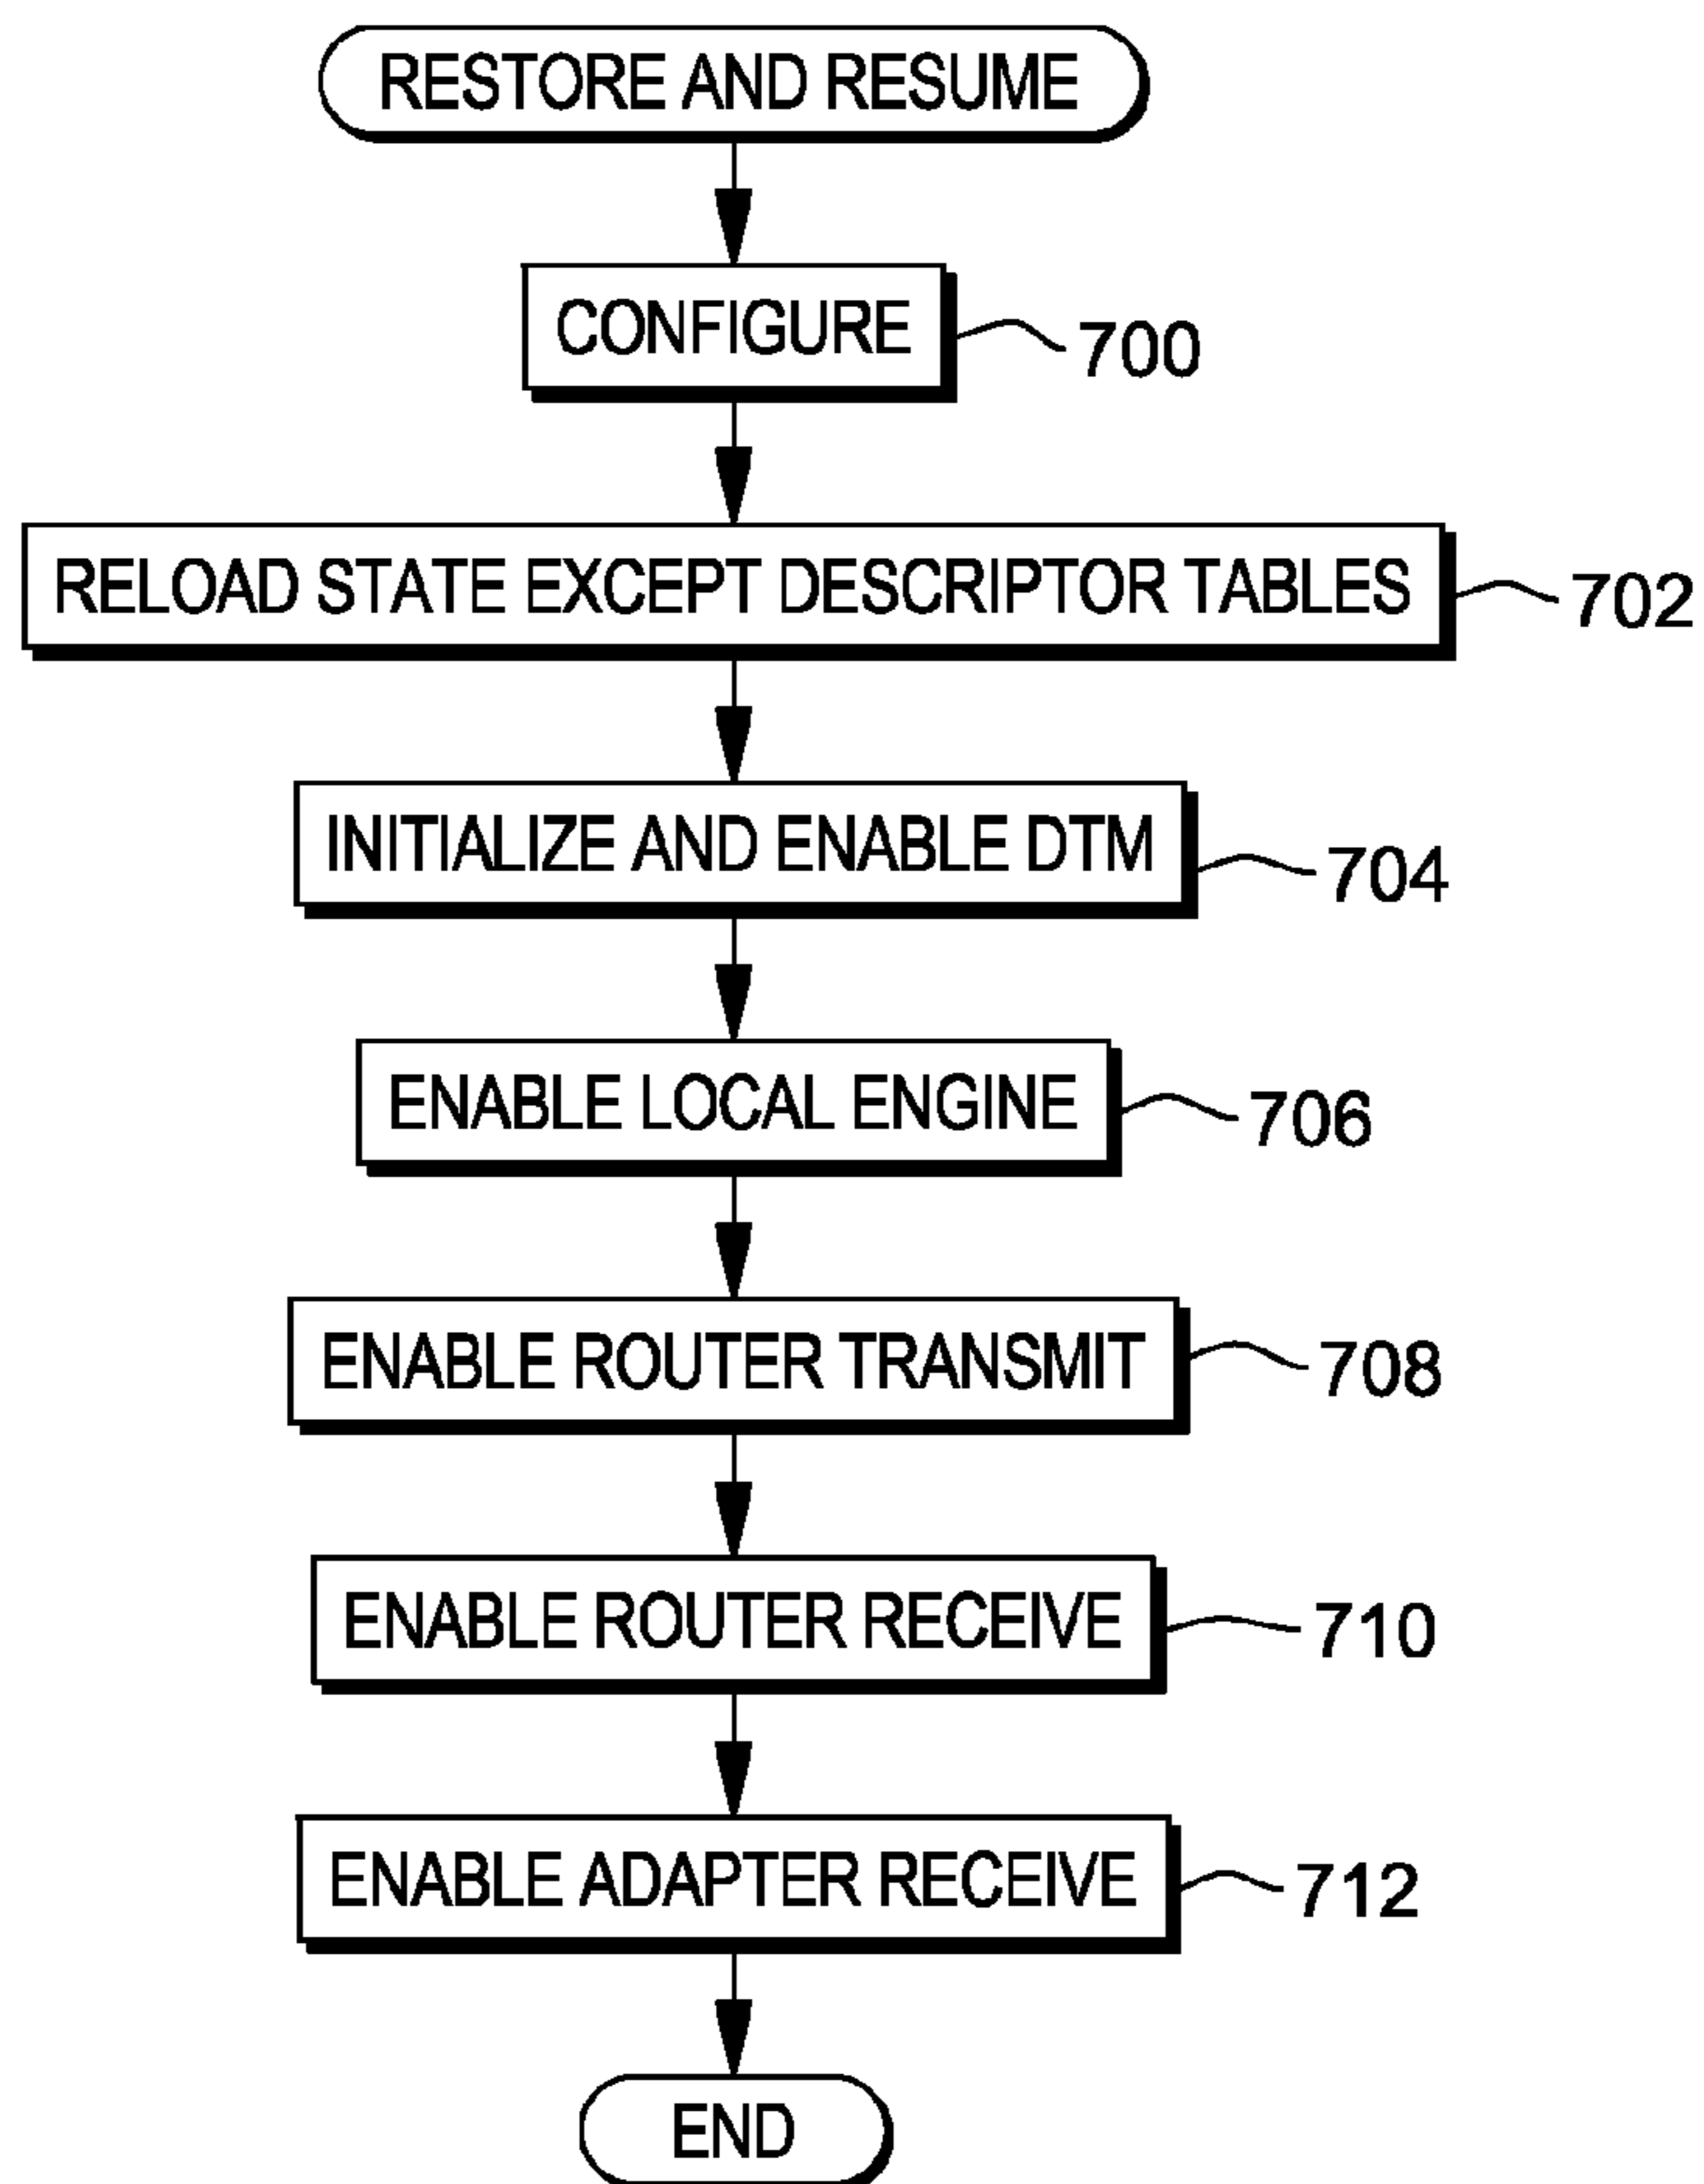 RESTORE AND RESUME
CONFIGURE
700
RELOAD STATE EXCEPT DESCRIPTOR TABLES
702
INITIALIZE AND ENABLE DTM
704
ENABLE LOCAL ENGINE
706
ENABLE ROUTER TRANSMIT
708
ENABLE ROUTER RECEIVE
710
ENABLE ADAPTER RECEIVE
712
END